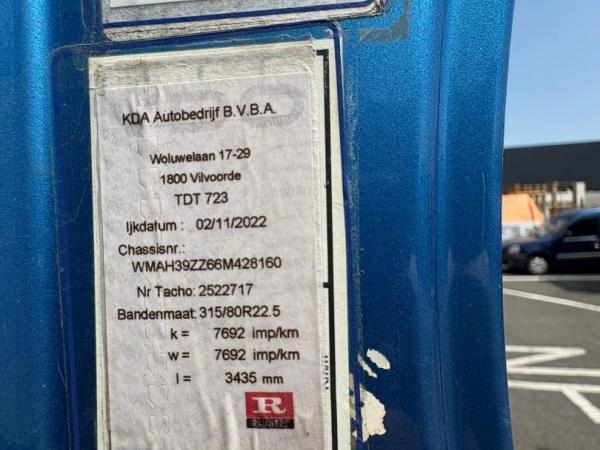 KDA Autobedrijf B.V.B.A.
Woluwelaan 17-29
1800 Vilvoorde
TDT 723
Ijkdatum : 02/11/2022
Chassisnr.:
WMAH39ZZ66M428160
Nr Tacho: 2522717
Bandenmaat: 315/80R22.5
k = 7692 imp/km
w = 7692 imp/km
l = 3435 mm
R